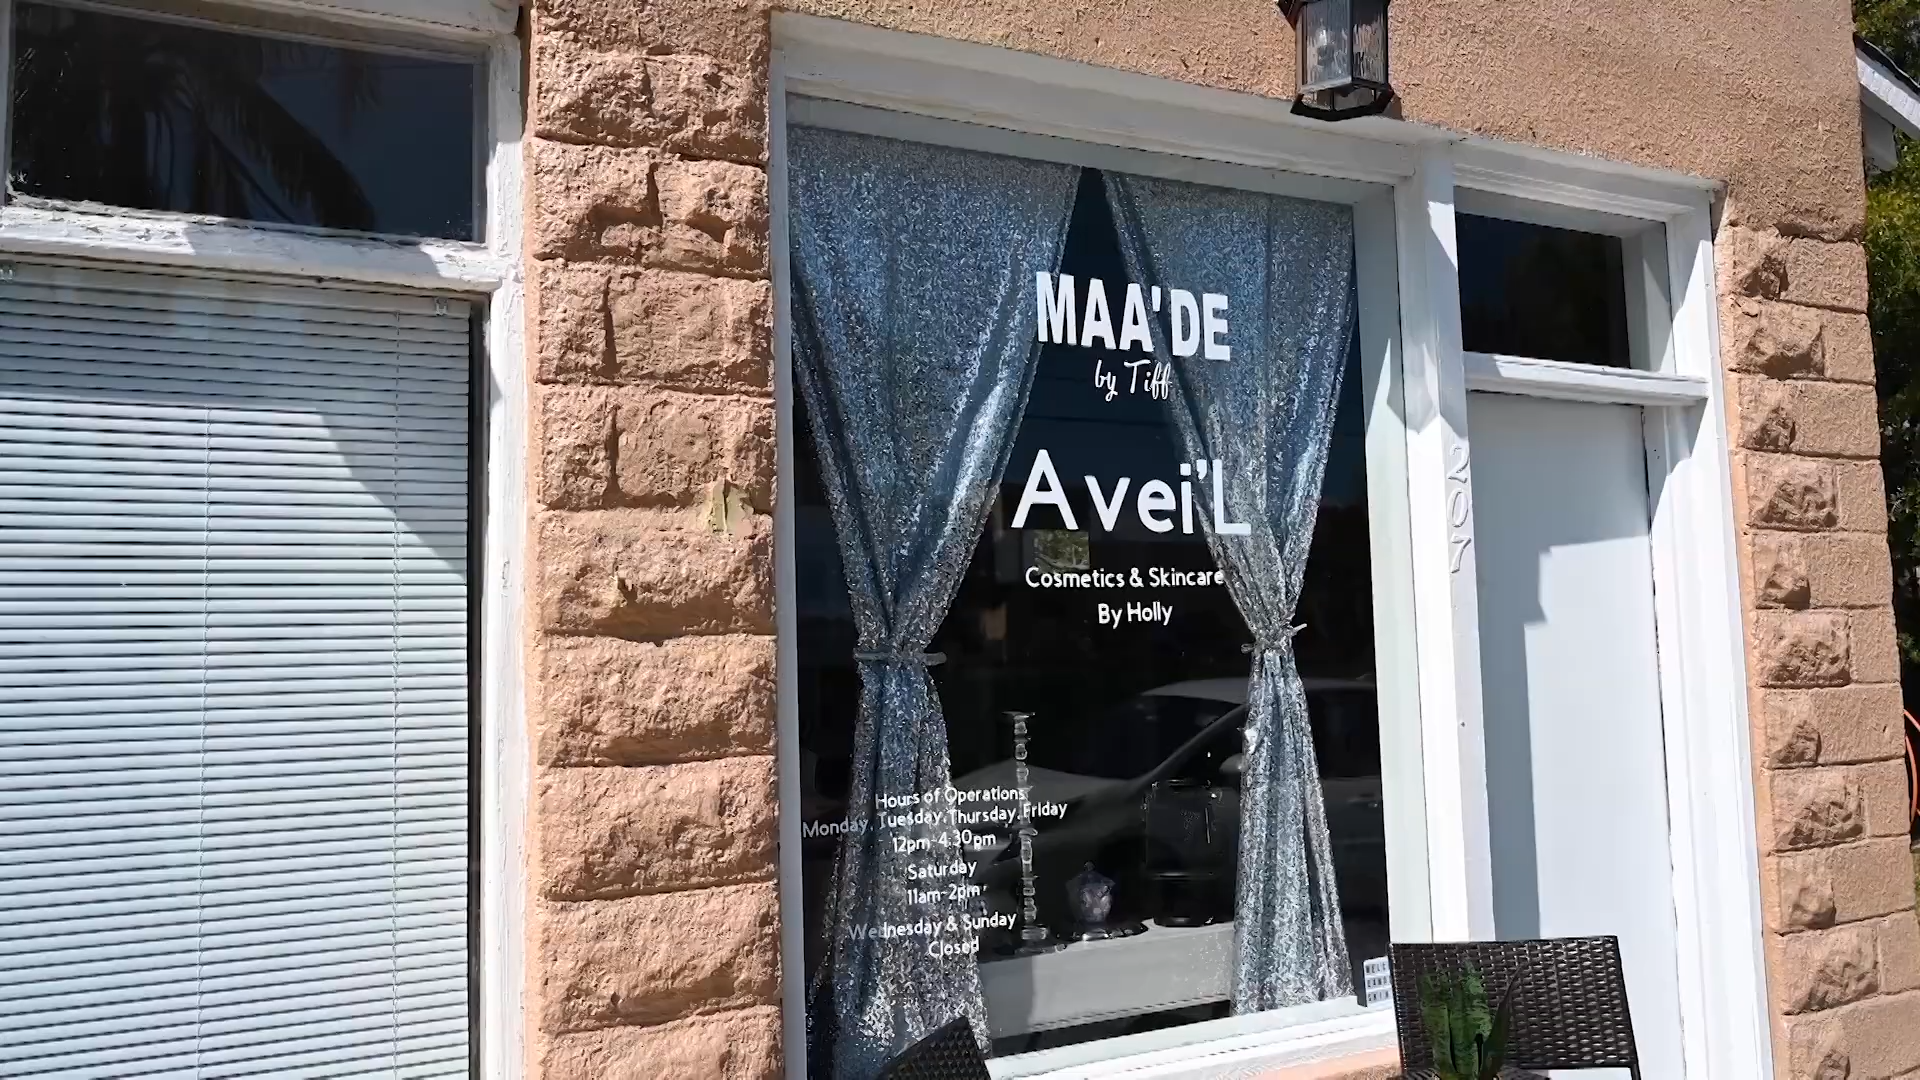 MAA'DE
by Tiff
Avei'L
Cosmetics & Skincare
By Holly
207
Hours of Operations
Monday, Tuesday, Thursday, Friday
12pm-4:30pm
Saturday
11am-2pm
Wednesday & Sunday
Closed